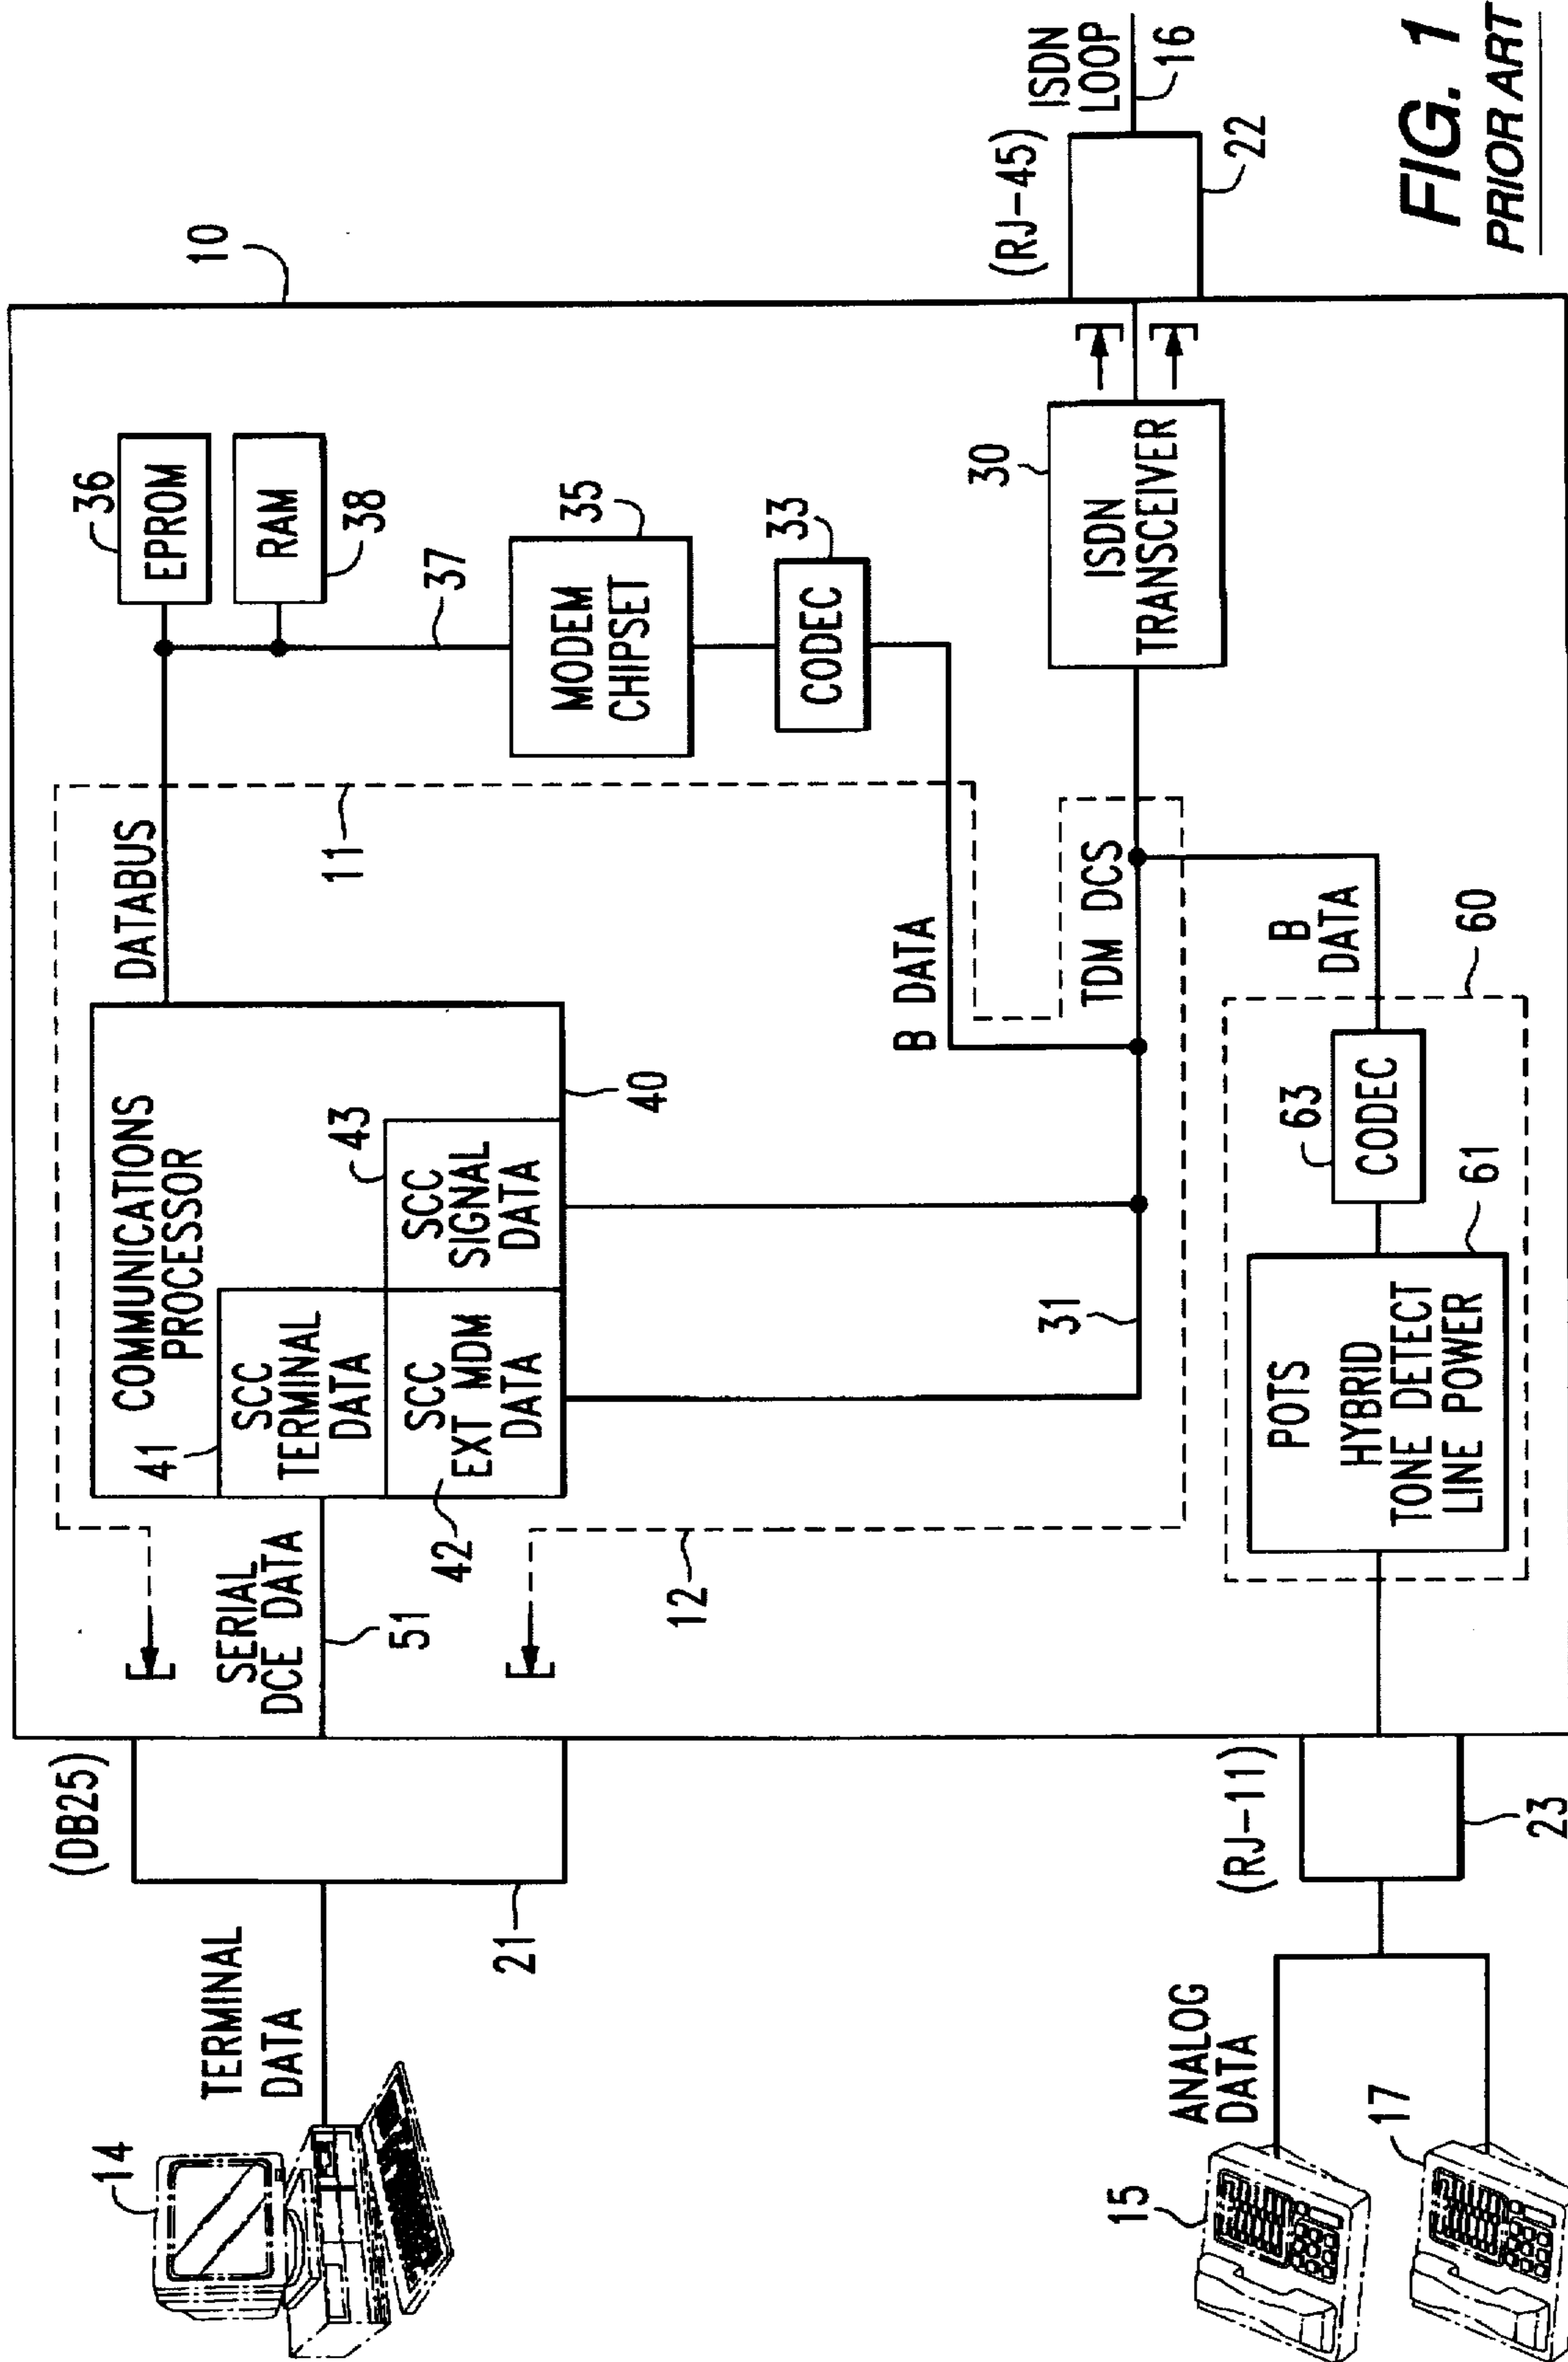 10
36
EPROM
RAM
38
37
35
MODEM
CHIPSET
33
CODEC
(RJ-45)
ISDN
LOOP
16
22
30
ISDN
TRANSCEIVER
DATABUS
11
COMMUNICATIONS
PROCESSOR
40
43
SCC
SIGNAL
DATA
41
SCC
TERMINAL
DATA
42
SCC
EXT MDM
DATA
B DATA
TDM DCS
31
12
SERIAL
DCE DATA
51
(DB25)
21
TERMINAL
DATA
14
B
DATA
60
63
CODEC
61
POTS
HYBRID
TONE DETECT
LINE POWER
(RJ-11)
23
ANALOG
DATA
15
17
FIG. 1
PRIOR ART